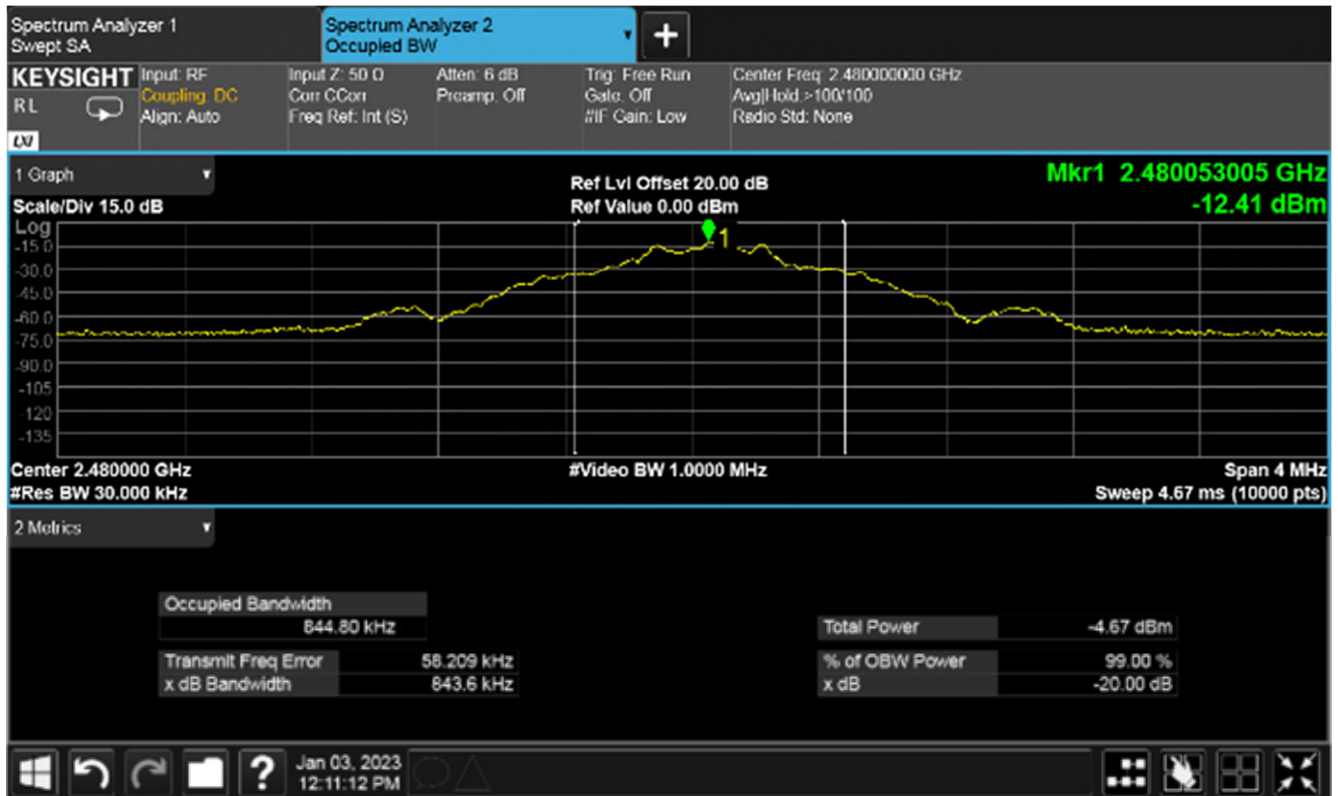 Spectrum Analyzer 1
Swept SA
Spectrum Analyzer 2
Occupied BW
+
KEYSIGHT
RL
LXI
Input: RF
Coupling: DC
Align: Auto
Input Z: 50 Ω
Corr CCorr
Freq Ref: Int (S)
Atten: 6 dB
Preamp: Off
Trig: Free Run
Gate: Off
#IF Gain: Low
Center Freq: 2.480000000 GHz
Avg|Hold:>100/100
Radio Std: None
1 Graph
Scale/Div 15.0 dB
Ref Lvl Offset 20.00 dB
Ref Value 0.00 dBm
Mkr1 2.480053005 GHz
-12.41 dBm
Log
-15.0
-30.0
-45.0
-60.0
-75.0
-90.0
-105
-120
-135
1
Center 2.480000 GHz
#Res BW 30.000 kHz
#Video BW 1.0000 MHz
Span 4 MHz
Sweep 4.67 ms (10000 pts)
2 Metrics
Occupied Bandwidth
844.80 kHz
Transmit Freq Error 58.209 kHz
x dB Bandwidth 843.6 kHz
Total Power -4.67 dBm
% of OBW Power 99.00 %
x dB -20.00 dB
?
Jan 03, 2023
12:11:12 PM